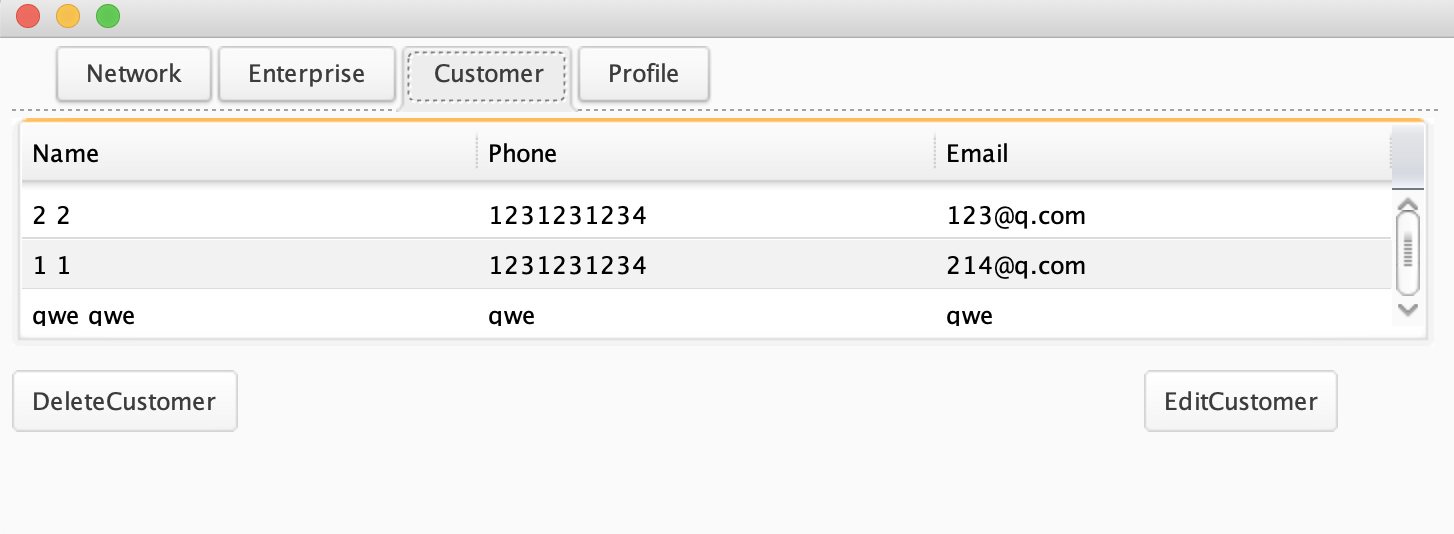 Network Enterprise Customer Profile
Name Phone Email
2 2 1231231234 123@q.com
1 1 1231231234 214@q.com
qwe qwe qwe qwe
DeleteCustomer EditCustomer